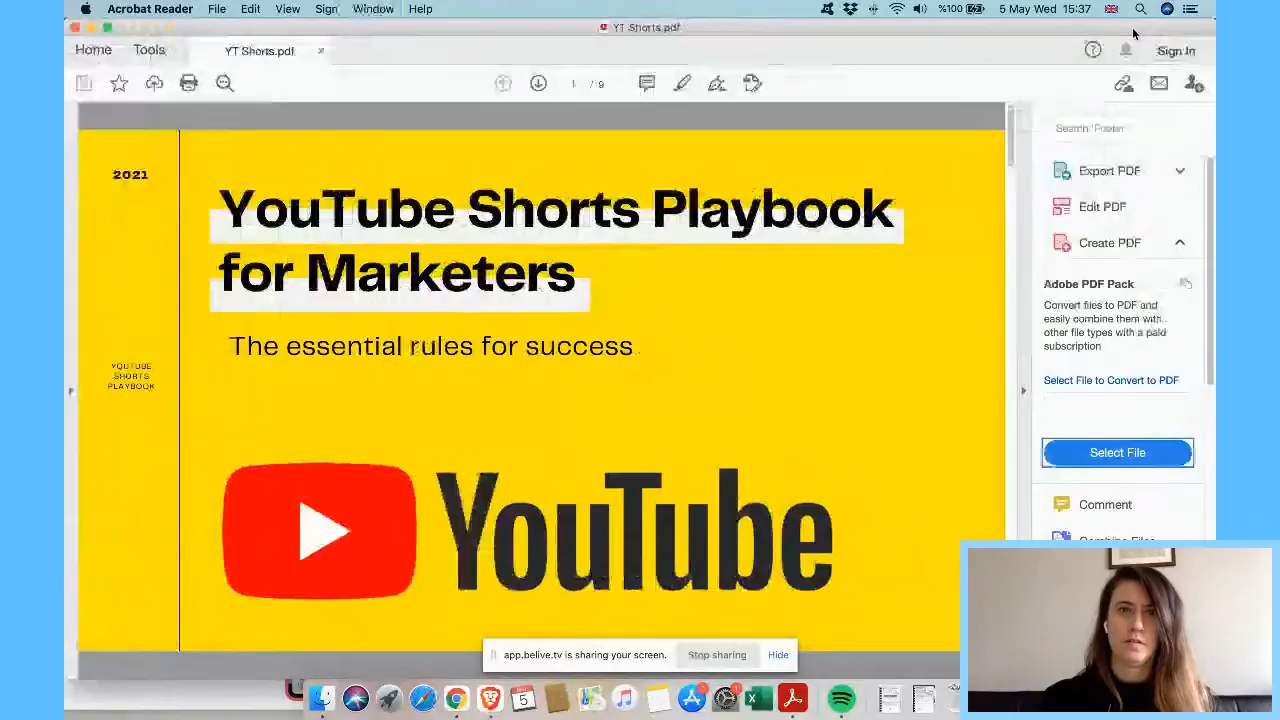 Acrobat Reader File Edit View Sign Window Help %100 5 May Wed 15:37
YT Shorts.pdf
Home Tools YT Shorts.pdf × Sign In
1 / 9
2021
YouTube Shorts Playbook
for Marketers
The essential rules for success
YOUTUBE
SHORTS
PLAYBOOK
YouTube
Search
Export PDF
Edit PDF
Create PDF
Adobe PDF Pack
Convert files to PDF and
easily combine them with
other file types with a paid
subscription
Select File to Convert to PDF
Select File
Comment
Combine Files
app.belive.tv is sharing your screen. Stop sharing Hide
5